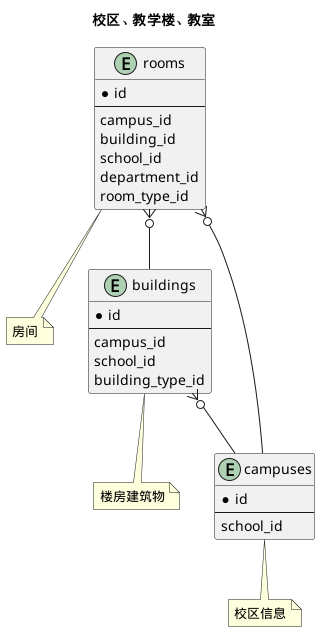 校区、教学楼、教室
E rooms
* id
campus_id
building_id
school_id
department_id
room_type_id
房间
E buildings
* id
campus_id
school_id
building_type_id
楼房建筑物
E campuses
* id
school_id
校区信息